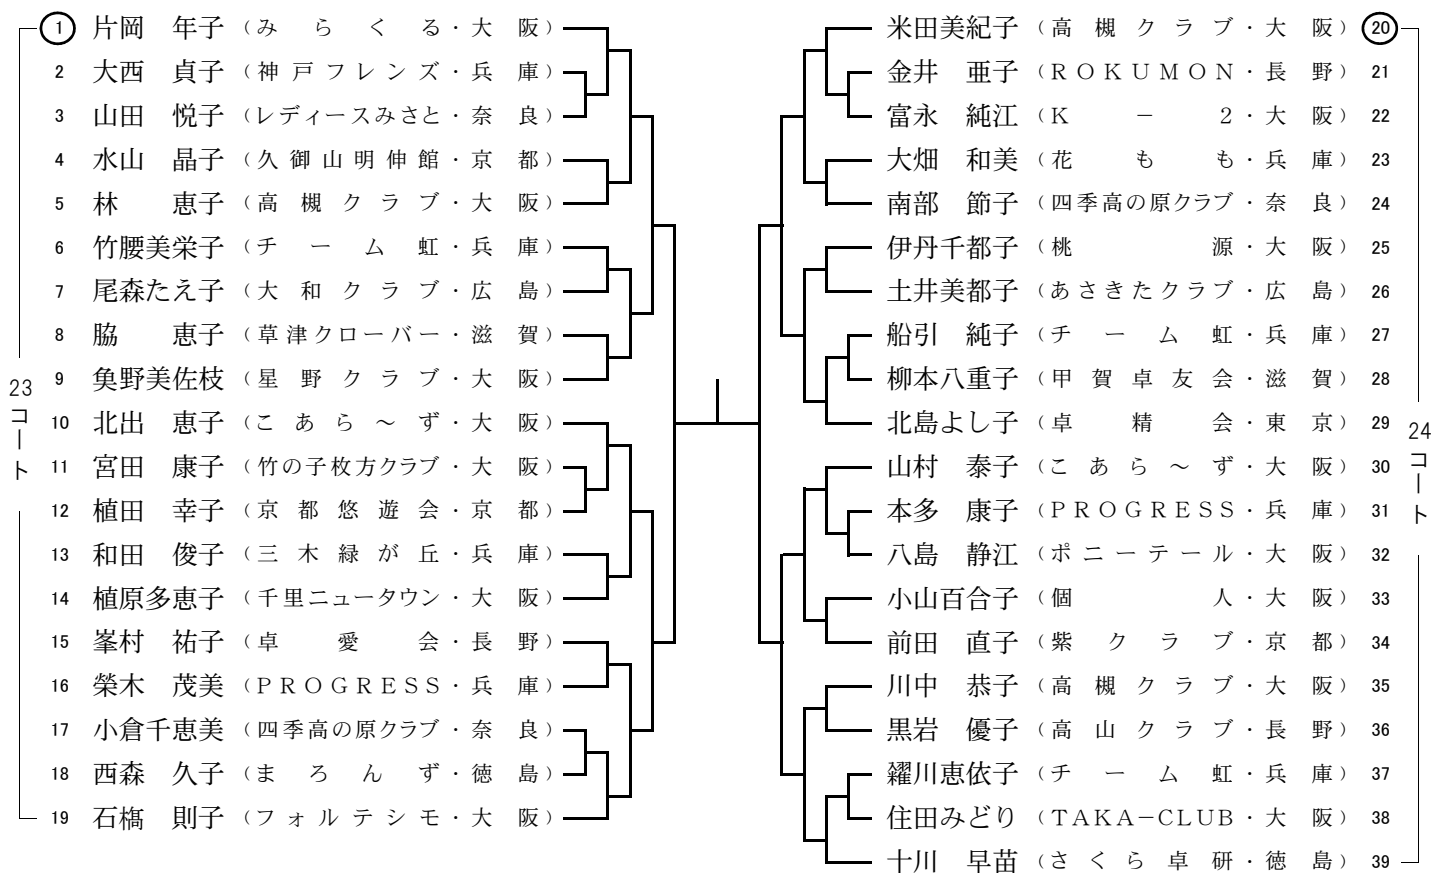 ① 片岡 年子 (みらくる・大阪)
2 大西 貞子 (神戸フレンズ・兵庫)
3 山田 悦子 (レディースみさと・奈良)
4 水山 晶子 (久御山明伸館・京都)
5 林 恵子 (高槻クラブ・大阪)
6 竹腰美栄子 (チーム虹・兵庫)
7 尾森たえ子 (大和クラブ・広島)
8 脇 恵子 (草津クローバー・滋賀)
9 奥野美佐枝 (星野クラブ・大阪)
10 北出 恵子 (こあら〜ず・大阪)
11 宮田 康子 (竹の子枚方クラブ・大阪)
12 植田 幸子 (京都悠遊会・京都)
13 和田 俊子 (三木緑が丘・兵庫)
14 植原多恵子 (千里ニュータウン・大阪)
15 峯村 祐子 (卓愛会・長野)
16 榮木 茂美 (PROGRESS・兵庫)
17 小倉千恵美 (四季高の原クラブ・奈良)
18 西森 久子 (まろんず・徳島)
19 石橋 則子 (フォルテシモ・大阪)
23コート
米田美紀子 (高槻クラブ・大阪) ⑳
金井 亜子 (ROKUMON・長野) 21
富永 純江 (K−2・大阪) 22
大畑 和美 (花もも・兵庫) 23
南部 節子 (四季高の原クラブ・奈良) 24
伊丹千都子 (桃源・大阪) 25
土井美都子 (あさきたクラブ・広島) 26
船引 純子 (チーム虹・兵庫) 27
柳本八重子 (甲賀卓友会・滋賀) 28
北島よし子 (卓精会・東京) 29
山村 泰子 (こあら〜ず・大阪) 30
本多 康子 (PROGRESS・兵庫) 31
八島 静江 (ポニーテール・大阪) 32
小山百合子 (個人・大阪) 33
前田 直子 (紫クラブ・京都) 34
川中 恭子 (高槻クラブ・大阪) 35
黒岩 優子 (高山クラブ・長野) 36
糴川恵依子 (チーム虹・兵庫) 37
住田みどり (TAKA−CLUB・大阪) 38
十川 早苗 (さくら卓研・徳島) 39
24コート